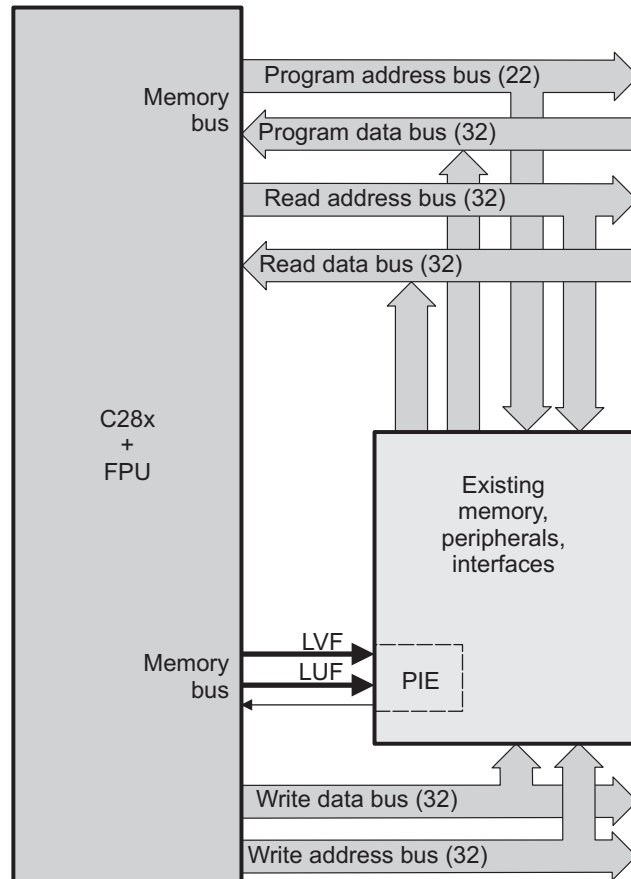 Program address bus (22)
Memory
bus
Program data bus (32)
Read address bus (32)
Read data bus (32)
C28x
+
FPU
Existing
memory,
peripherals,
interfaces
LVF
Memory
bus
LUF
PIE
Write data bus (32)
Write address bus (32)